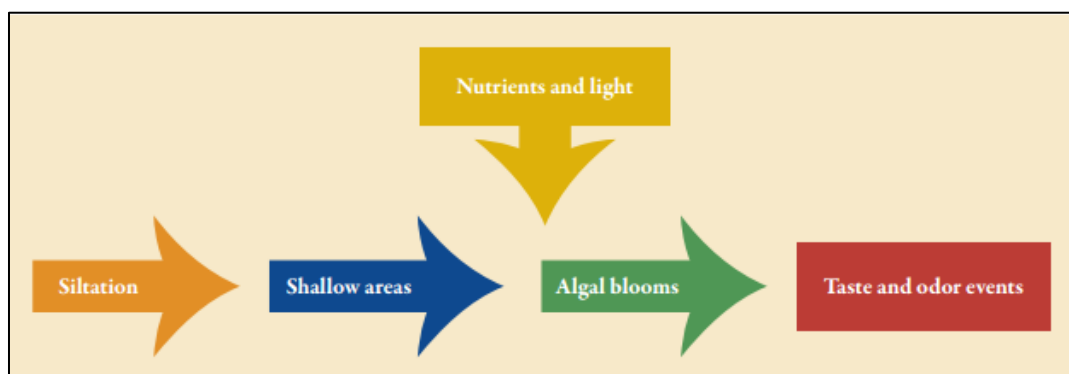 Nutrients and light
Siltation
Shallow areas
Algal blooms
Taste and odor events